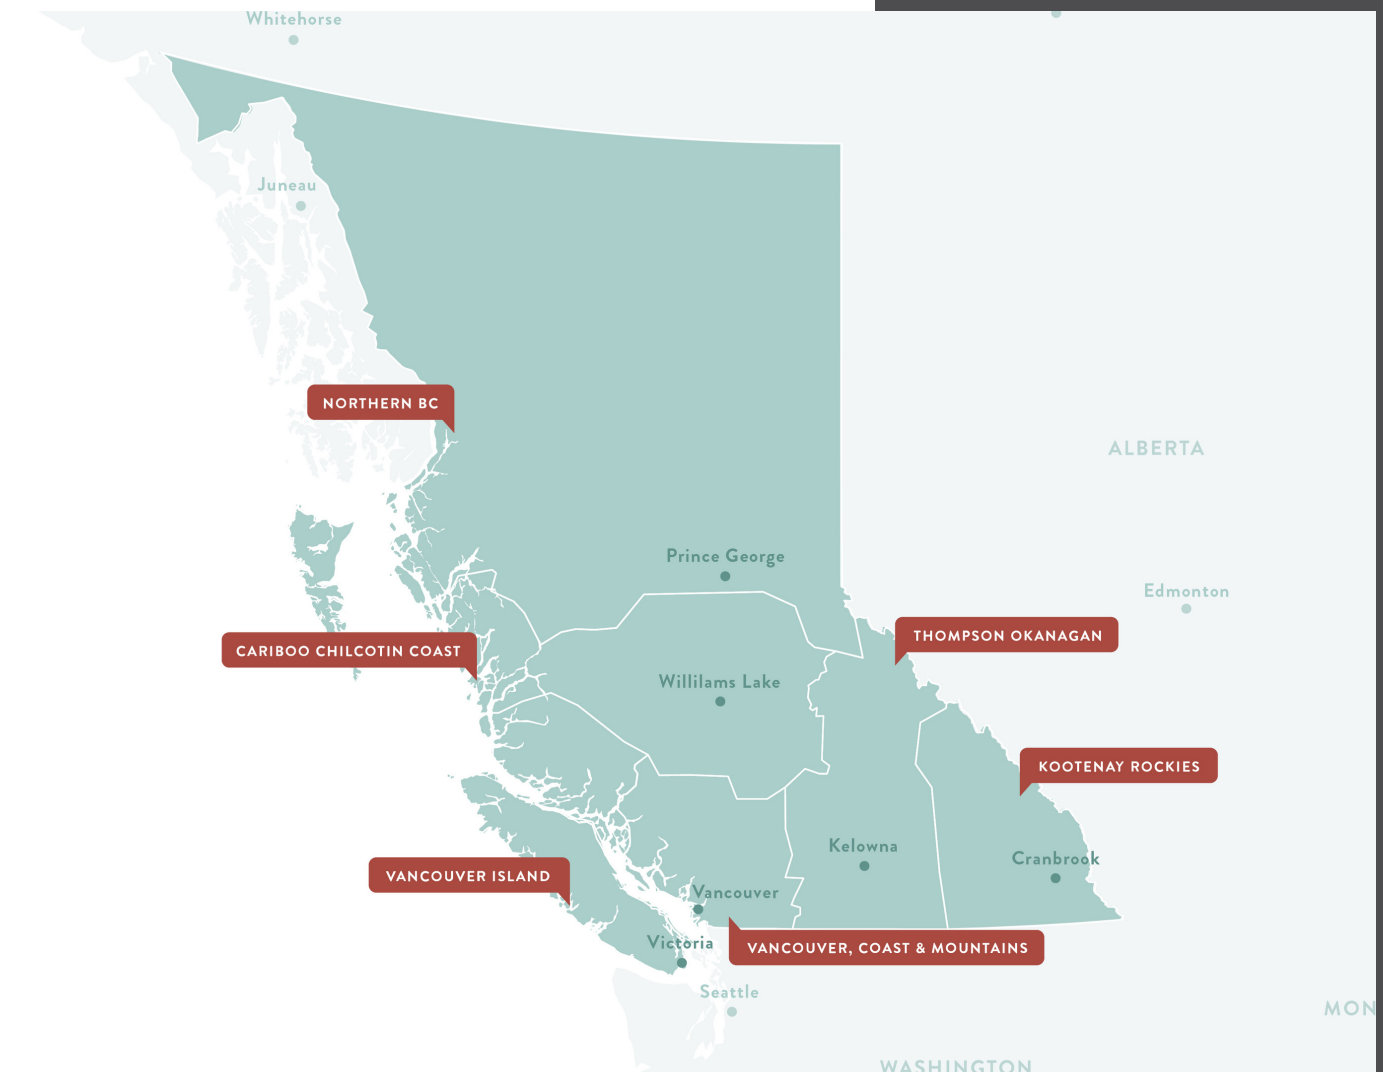 Whitehorse
Juneau
NORTHERN BC
ALBERTA
Prince George
Edmonton
THOMPSON OKANAGAN
CARIBOO CHILCOTIN COAST
Willilams Lake
KOOTENAY ROCKIES
Kelowna
Cranbrook
VANCOUVER ISLAND
Vancouver
Victoria
VANCOUVER, COAST & MOUNTAINS
Seattle
MON
WASHINGTON